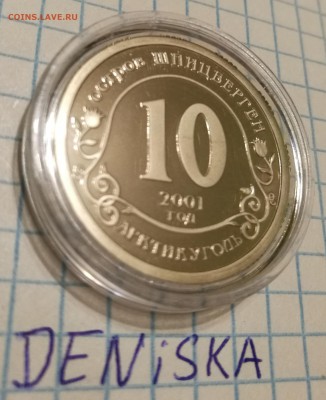 COINS.LAVE.RU
остров ШПИЦБЕРГЕН
10
2001
год
АРКТИКУГОЛЬ
DENiSKA